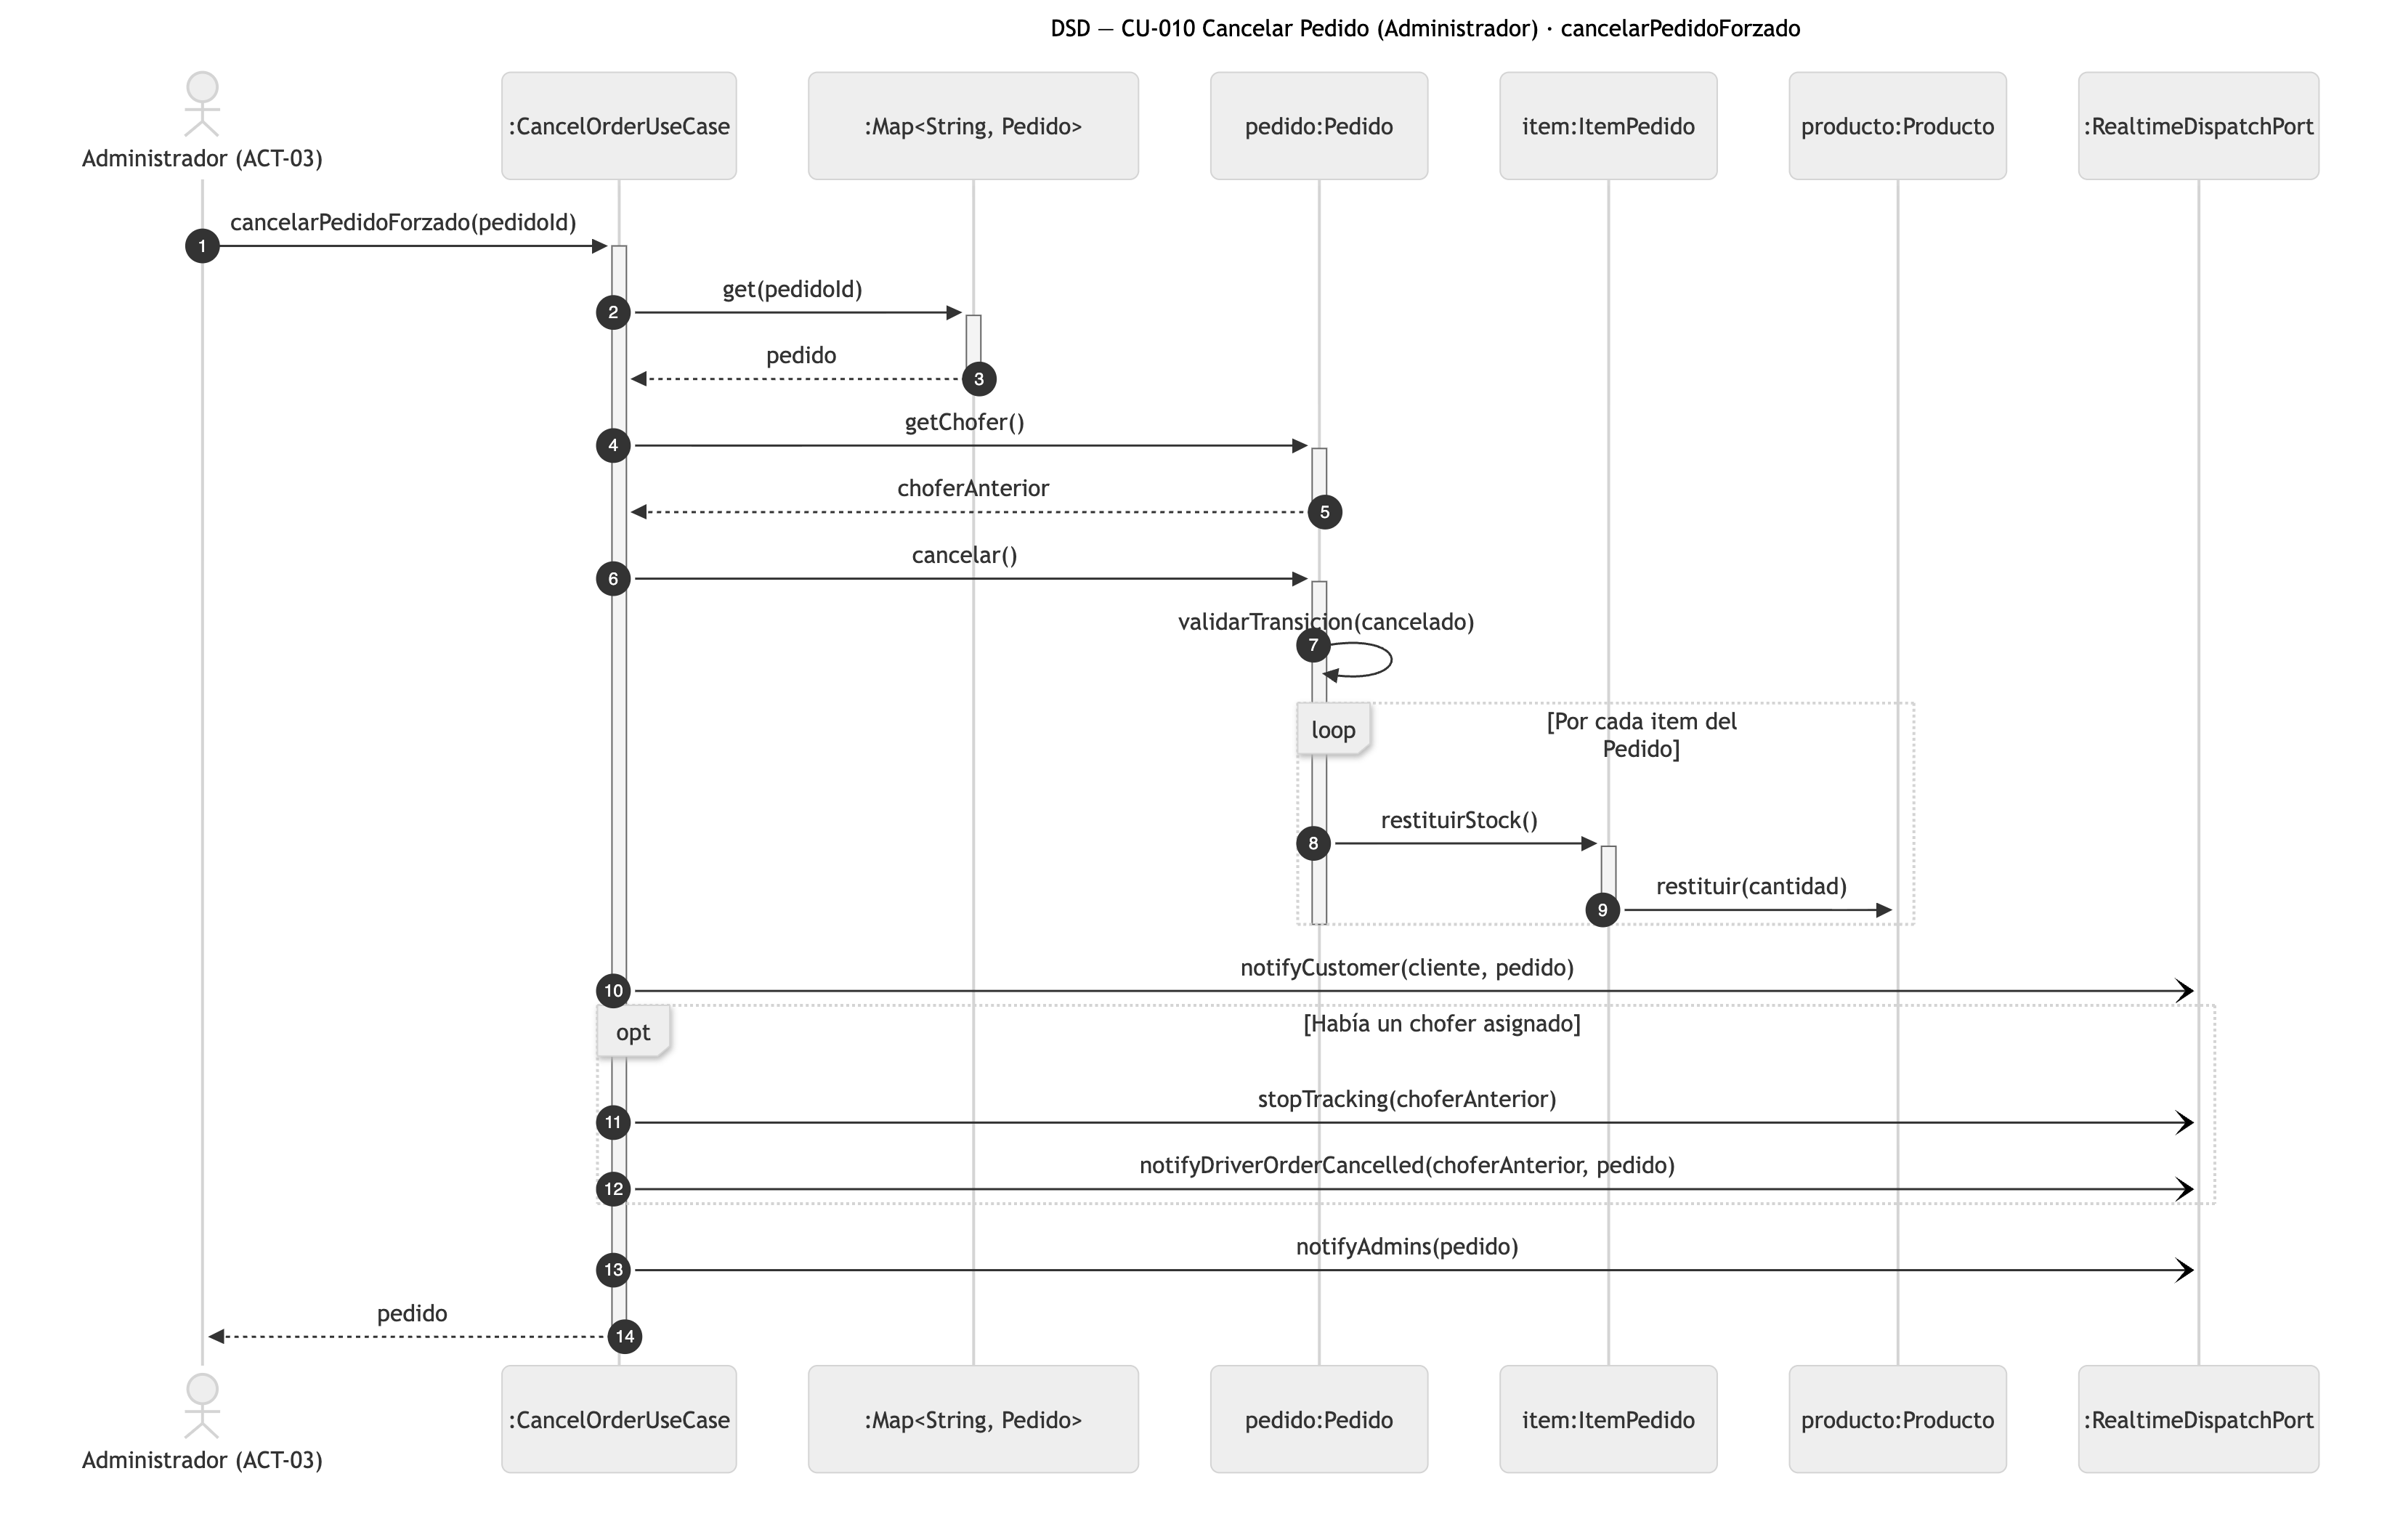 DSD — CU-010 Cancelar Pedido (Administrador) · cancelarPedidoForzado
Administrador (ACT-03)
:CancelOrderUseCase
:Map<String, Pedido>
pedido:Pedido
item:ItemPedido
producto:Producto
:RealtimeDispatchPort
cancelarPedidoForzado(pedidoId)
1
get(pedidoId)
2
pedido
3
getChofer()
4
choferAnterior
5
cancelar()
6
validarTransicion(cancelado)
7
loop
[Por cada item del
Pedido]
restituirStock()
8
restituir(cantidad)
9
notifyCustomer(cliente, pedido)
10
opt
[Había un chofer asignado]
stopTracking(choferAnterior)
11
notifyDriverOrderCancelled(choferAnterior, pedido)
12
notifyAdmins(pedido)
13
pedido
14
Administrador (ACT-03)
:CancelOrderUseCase
:Map<String, Pedido>
pedido:Pedido
item:ItemPedido
producto:Producto
:RealtimeDispatchPort